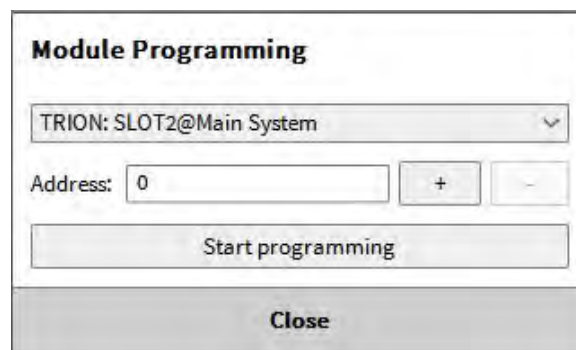 Module Programming
TRION: SLOT2@Main System
Address: 0 + -
Start programming
Close